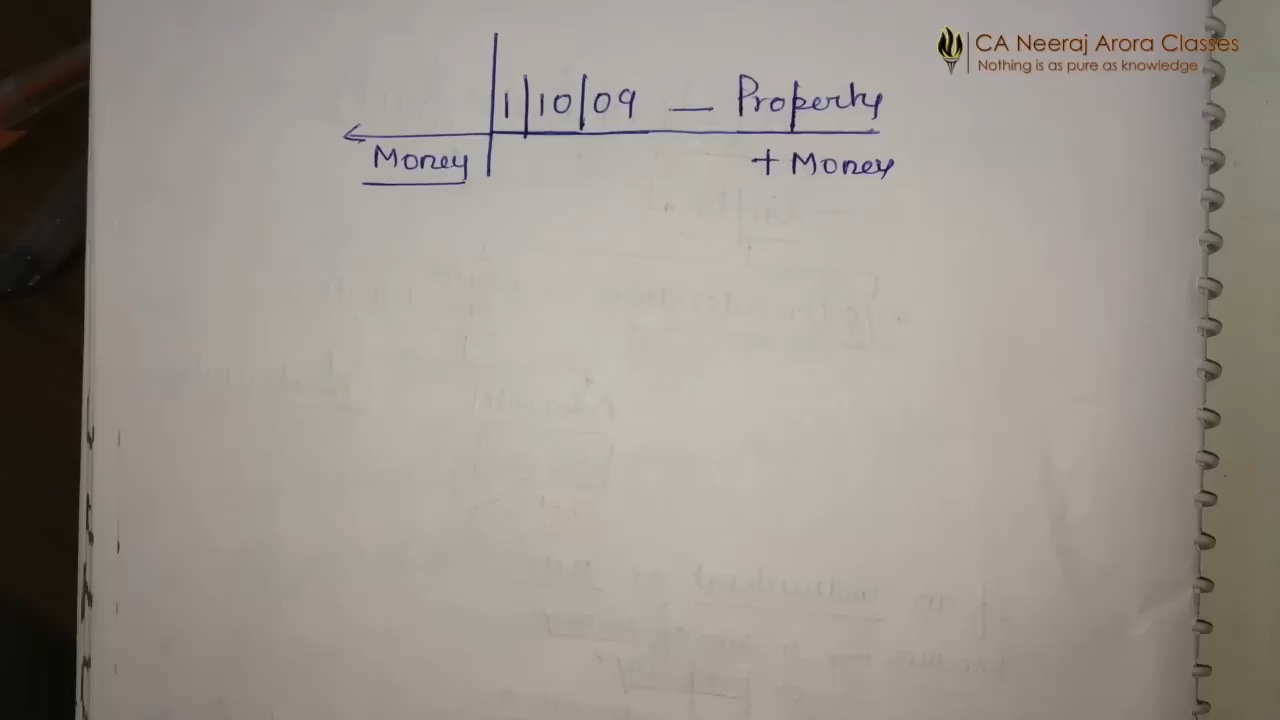 CA Neeraj Arora Classes
Nothing is as pure as knowledge
1/10/09 — Property
Money + Money